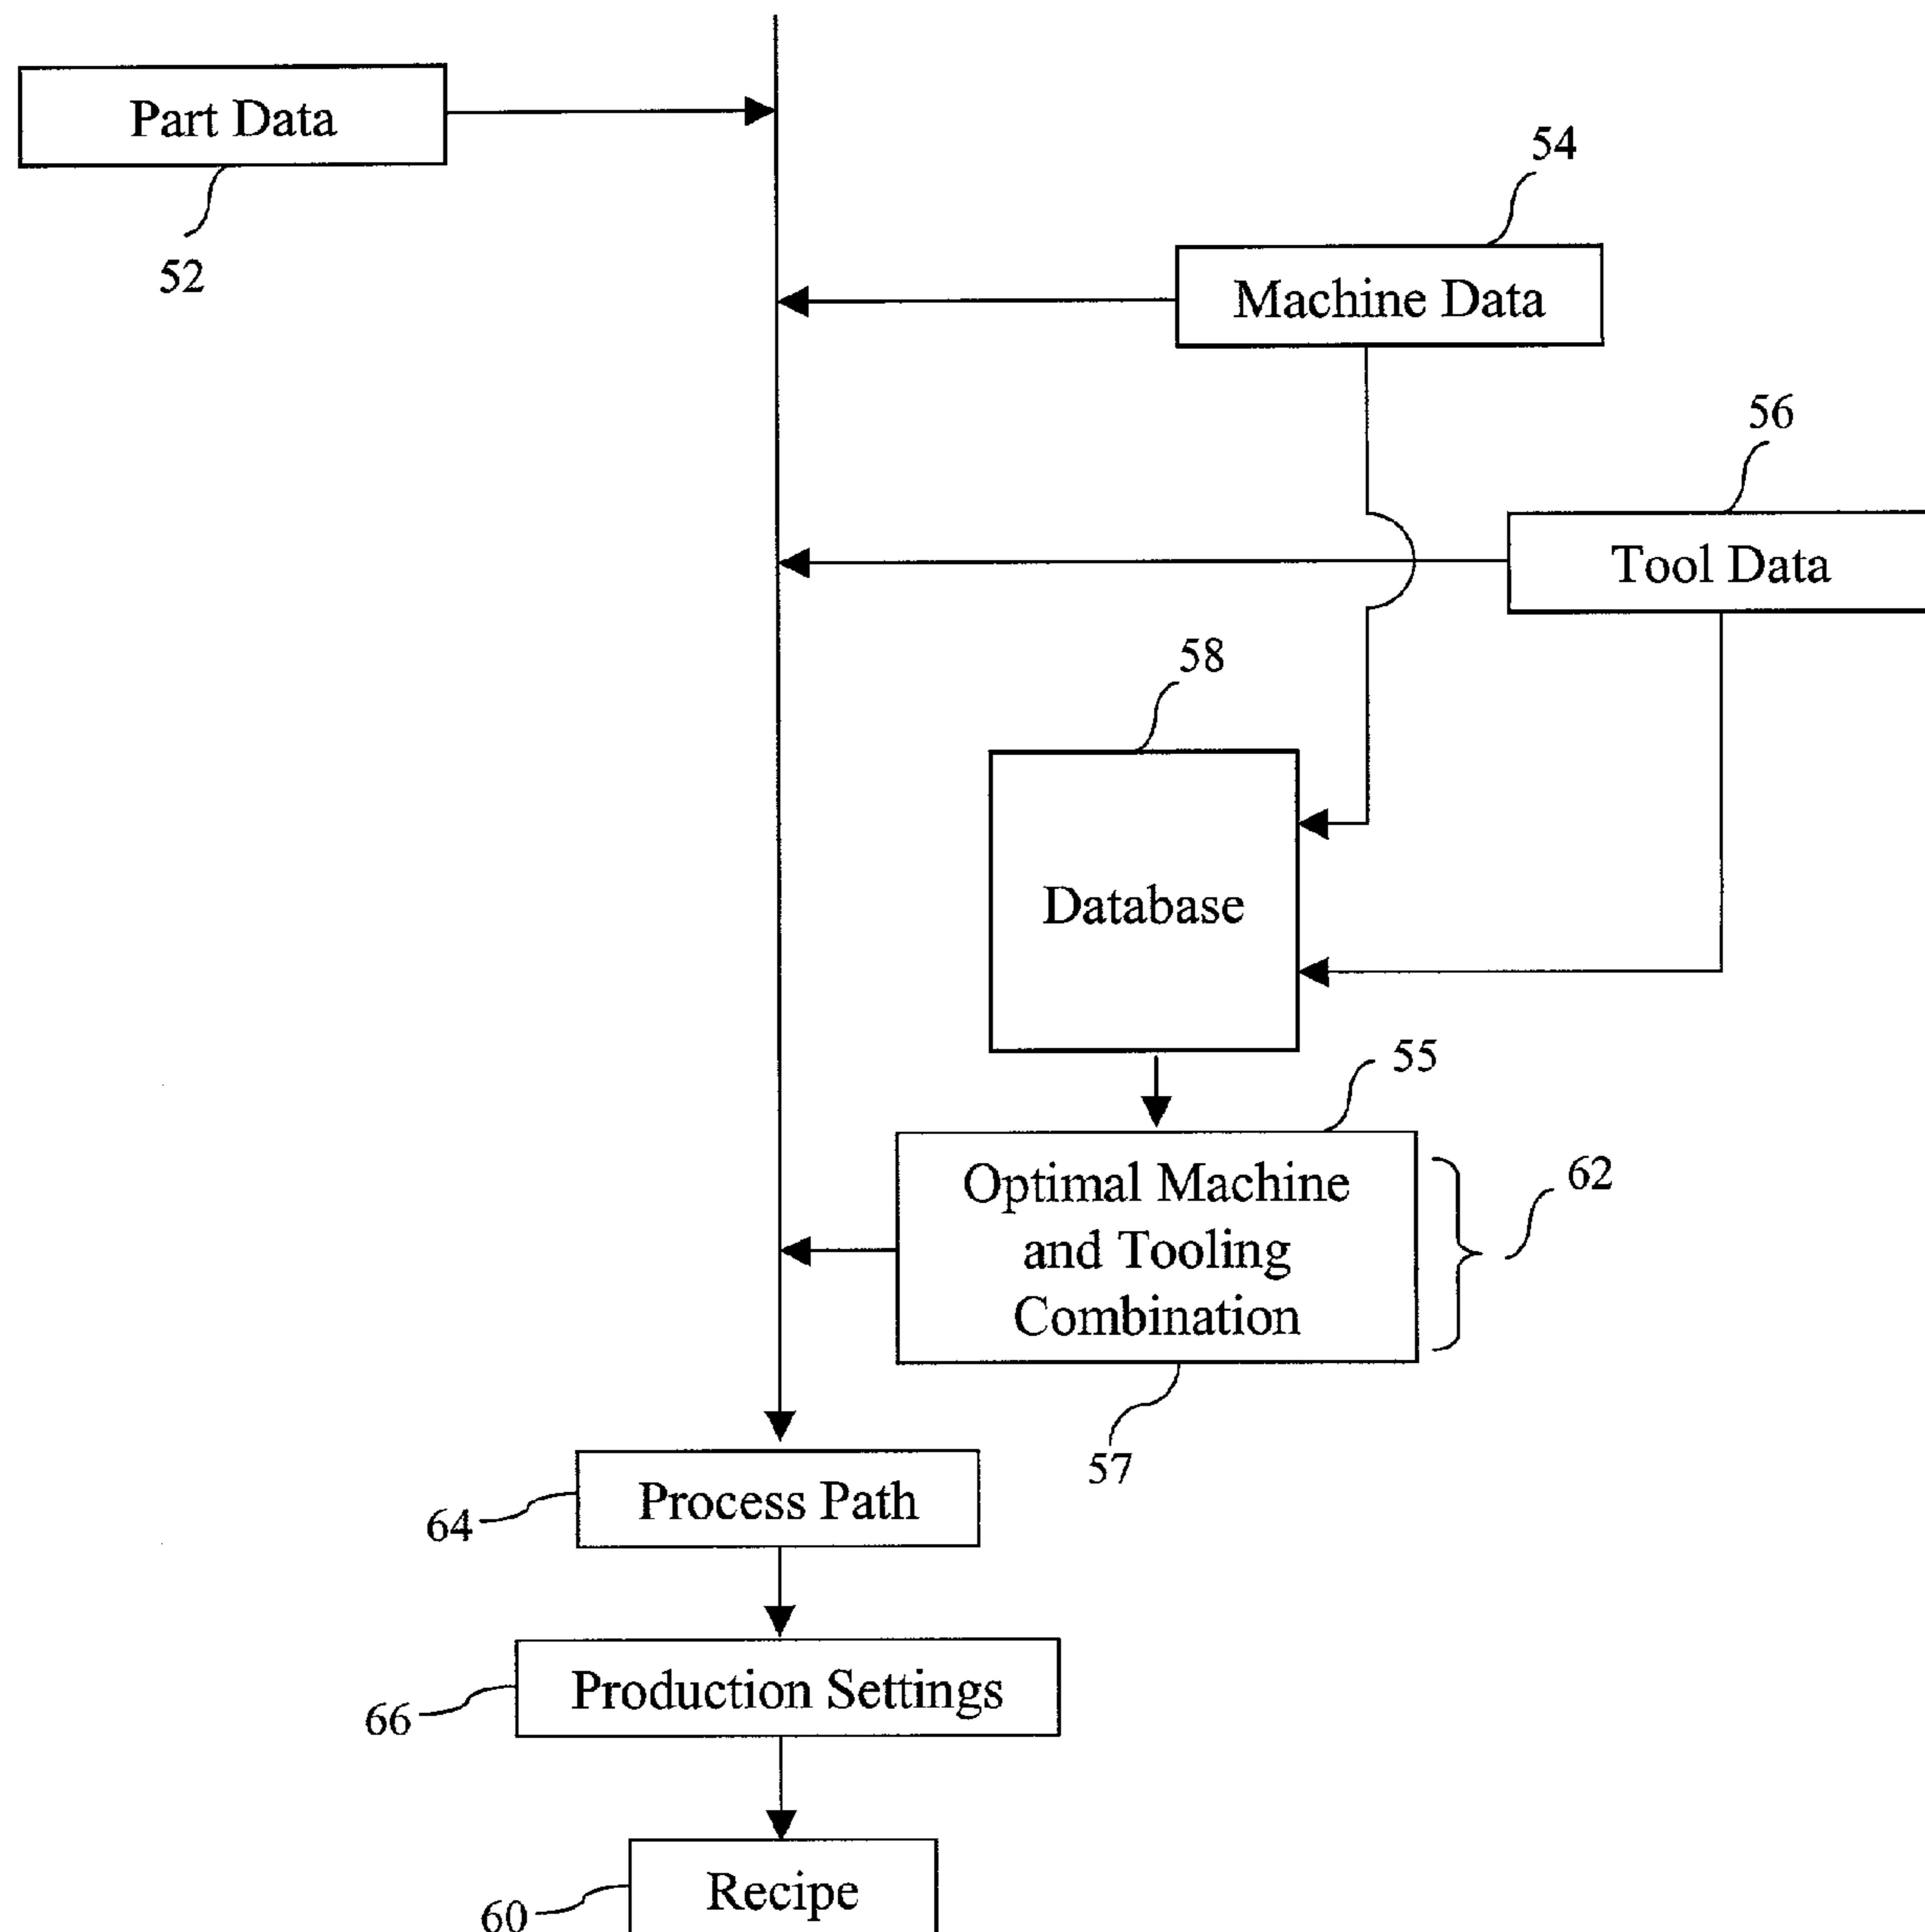 Part Data
52
54
Machine Data
56
Tool Data
58
Database
55
Optimal Machine
and Tooling
Combination
62
57
Process Path
64
Production Settings
66
Recipe
60